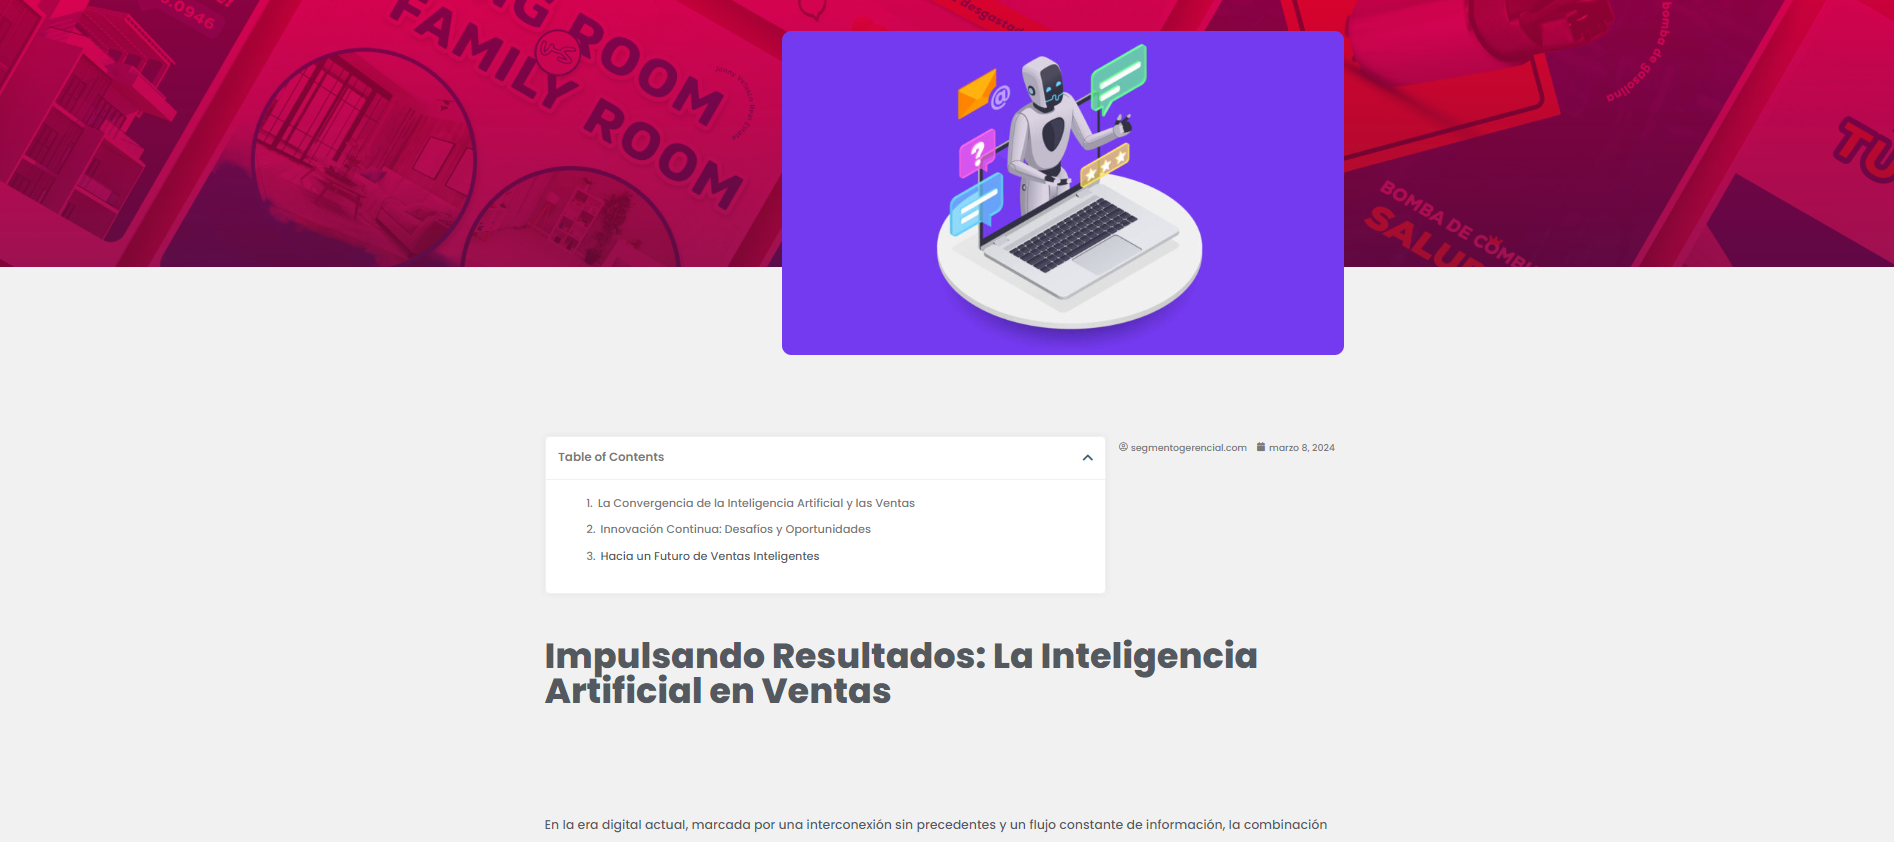 .0946
ROOM
FAMILY ROOM
VS
desgastad
bomba de gasolina
BOMBA DE COMBU
SALU
TU
@
?
Table of Contents
segmentogerencial.com
marzo 8, 2024
1. La Convergencia de la Inteligencia Artificial y las Ventas
2. Innovación Continua: Desafíos y Oportunidades
3. Hacia un Futuro de Ventas Inteligentes
Impulsando Resultados: La Inteligencia
Artificial en Ventas
En la era digital actual, marcada por una interconexión sin precedentes y un flujo constante de información, la combinación